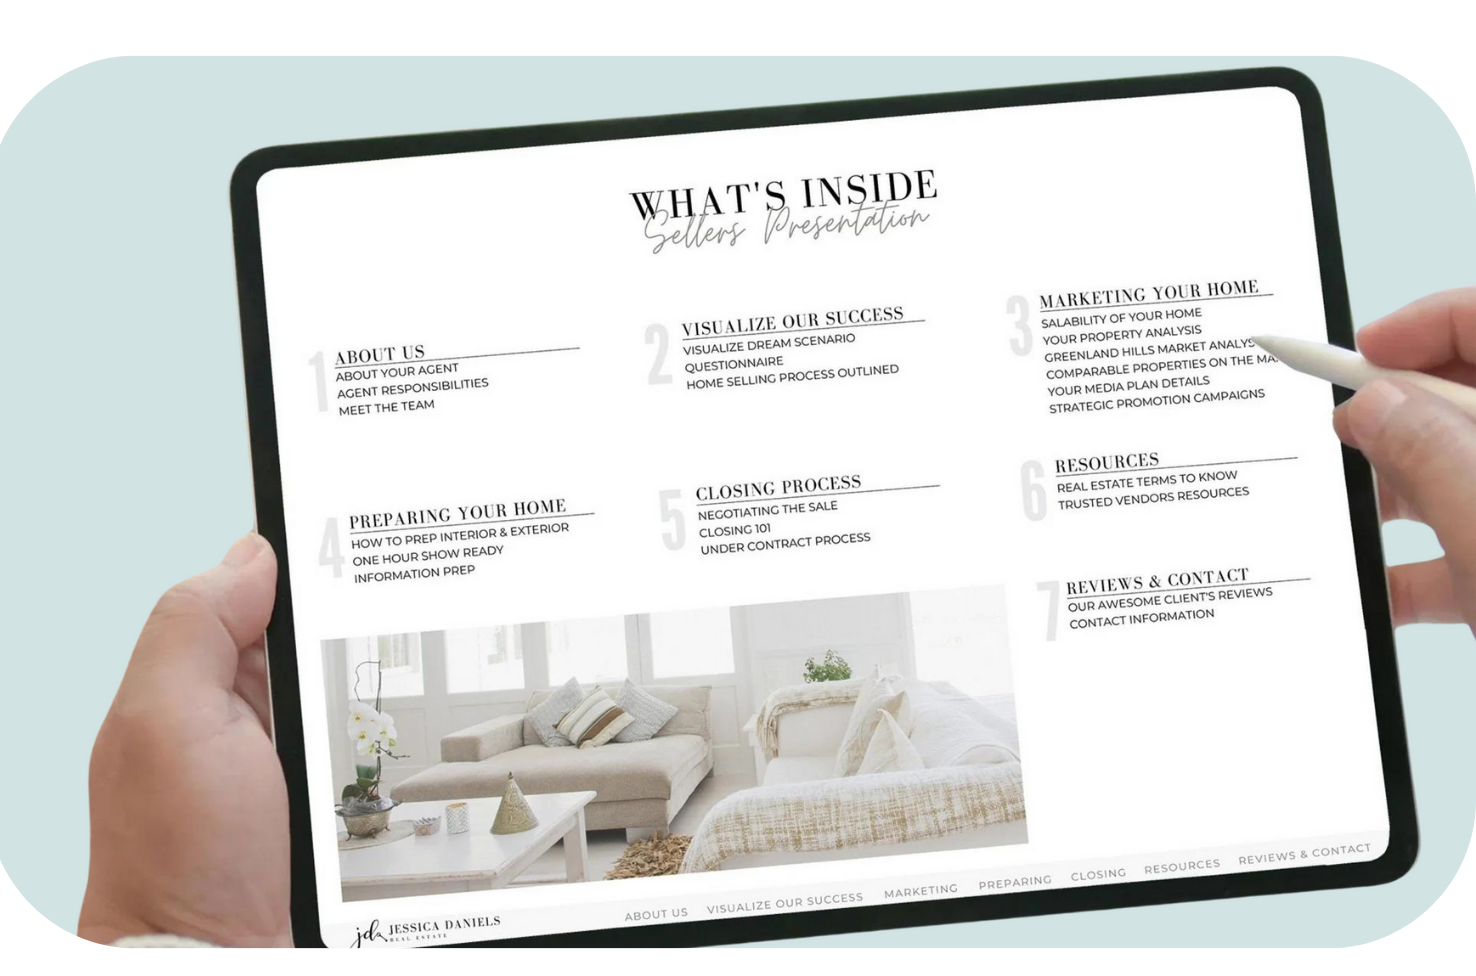 WHAT'S INSIDE
Sellers Presentation
1
ABOUT US
ABOUT YOUR AGENT
AGENT RESPONSIBILITIES
MEET THE TEAM
2
VISUALIZE OUR SUCCESS
VISUALIZE DREAM SCENARIO
QUESTIONNAIRE
HOME SELLING PROCESS OUTLINED
3
MARKETING YOUR HOME
SALABILITY OF YOUR HOME
YOUR PROPERTY ANALYSIS
GREENLAND HILLS MARKET
COMPARABLE PROPERTIES ON THE
YOUR MEDIA PLAN DETAILS
STRATEGIC PROMOTION CAMPAIGNS
4
PREPARING YOUR HOME
HOW TO PREP INTERIOR & EXTERIOR
ONE HOUR SHOW READY
INFORMATION PREP
5
CLOSING PROCESS
NEGOTIATING THE SALE
CLOSING 101
UNDER CONTRACT PROCESS
6
RESOURCES
REAL ESTATE TERMS TO KNOW
TRUSTED VENDORS RESOURCES
7
REVIEWS & CONTACT
OUR AWESOME CLIENT'S REVIEWS
CONTACT INFORMATION
jd JESSICA DANIELS
REAL ESTATE
ABOUT US VISUALIZE OUR SUCCESS MARKETING PREPARING CLOSING RESOURCES REVIEWS & CONTACT